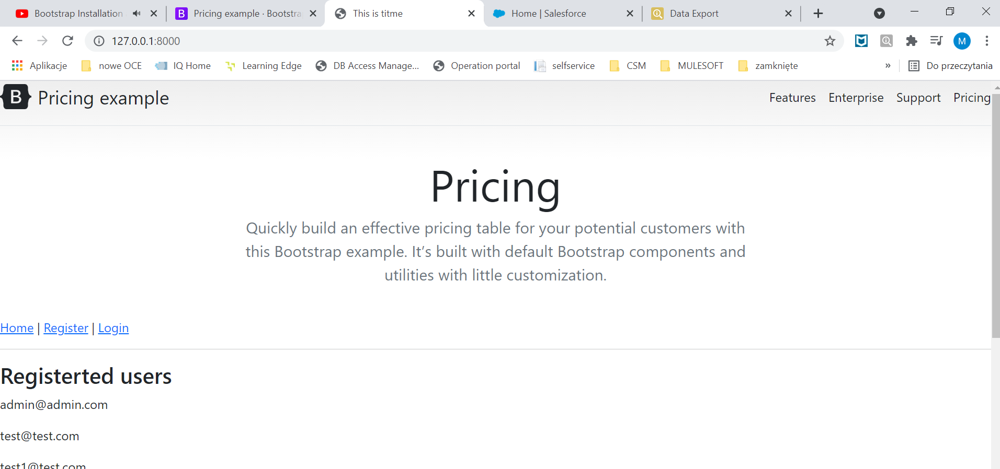 Bootstrap Installation
Pricing example · Bootstra
This is titme
Home | Salesforce
Data Export
127.0.0.1:8000
M
Aplikacje
nowe OCE
IQ Home
Learning Edge
DB Access Manage...
Operation portal
selfservice
CSM
MULESOFT
zamknięte
»
Do przeczytania
B
Pricing example
Features
Enterprise
Support
Pricing
Pricing
Quickly build an effective pricing table for your potential customers with
this Bootstrap example. It’s built with default Bootstrap components and
utilities with little customization.
Home | Register | Login
Registerted users
admin@admin.com
test@test.com
test1@test.com